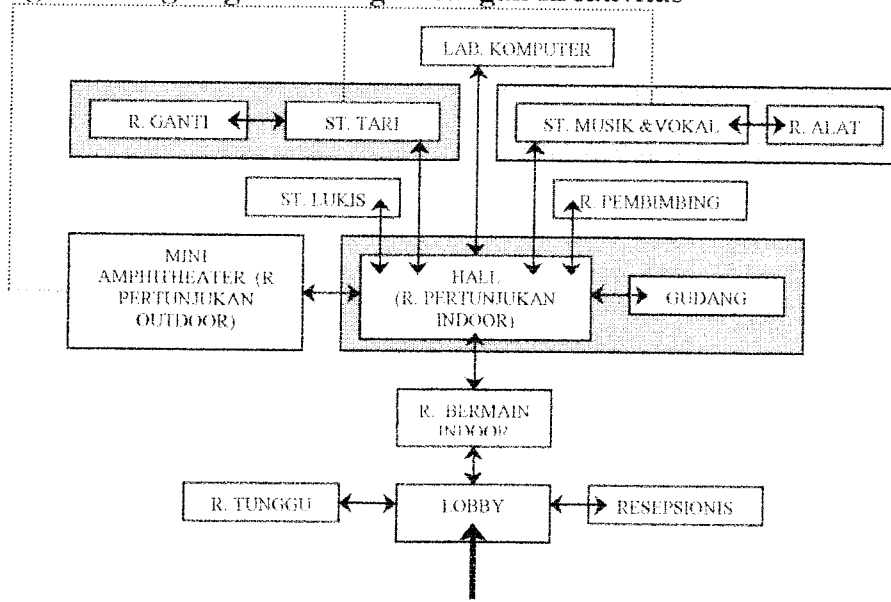 LAB. KOMPUTER
R. GANTI
ST. TARI
ST. MUSIK & VOKAL
R. ALAT
ST. LUKIS
R. PEMBIMBING
MINI
AMPHITHEATER (R
PERTUNJUKAN
OUTDOOR)
HALL
(R. PERTUNJUKAN
INDOOR)
GUDANG
R. BERMAIN
INDOOR
R. TUNGGU
LOBBY
RESEPSIONIS